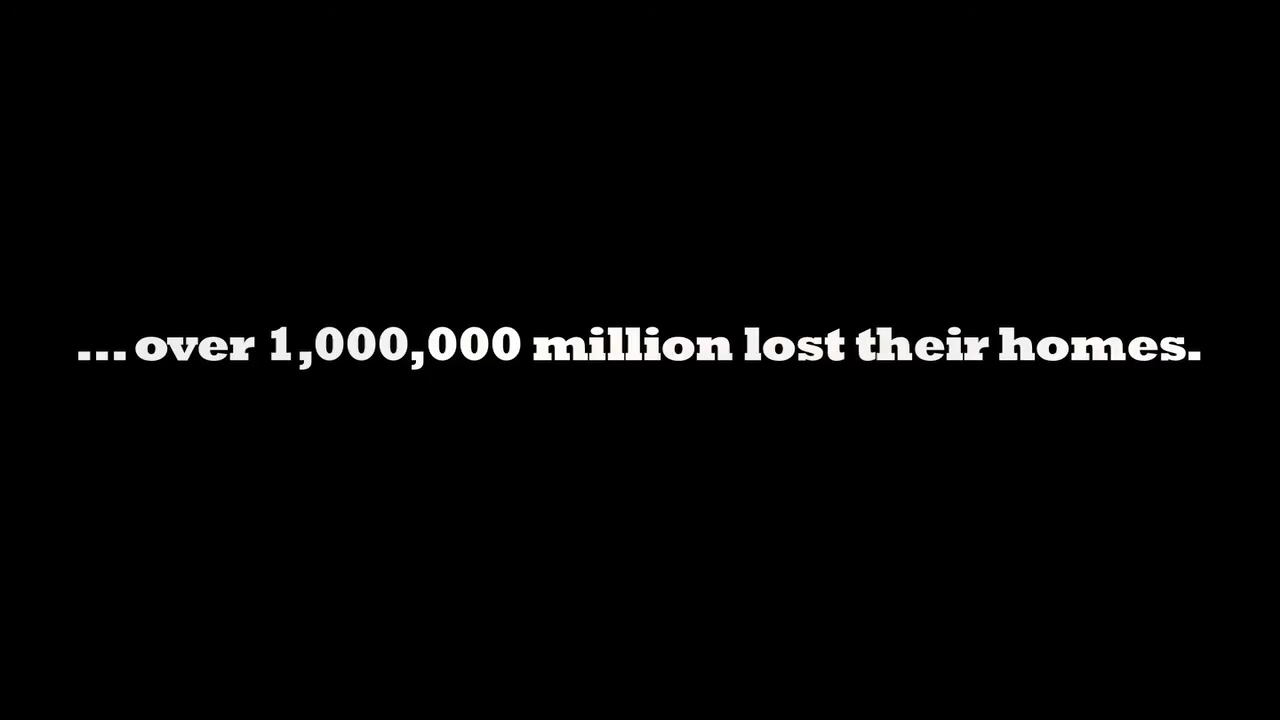 ...over 1,000,000 million lost their homes.